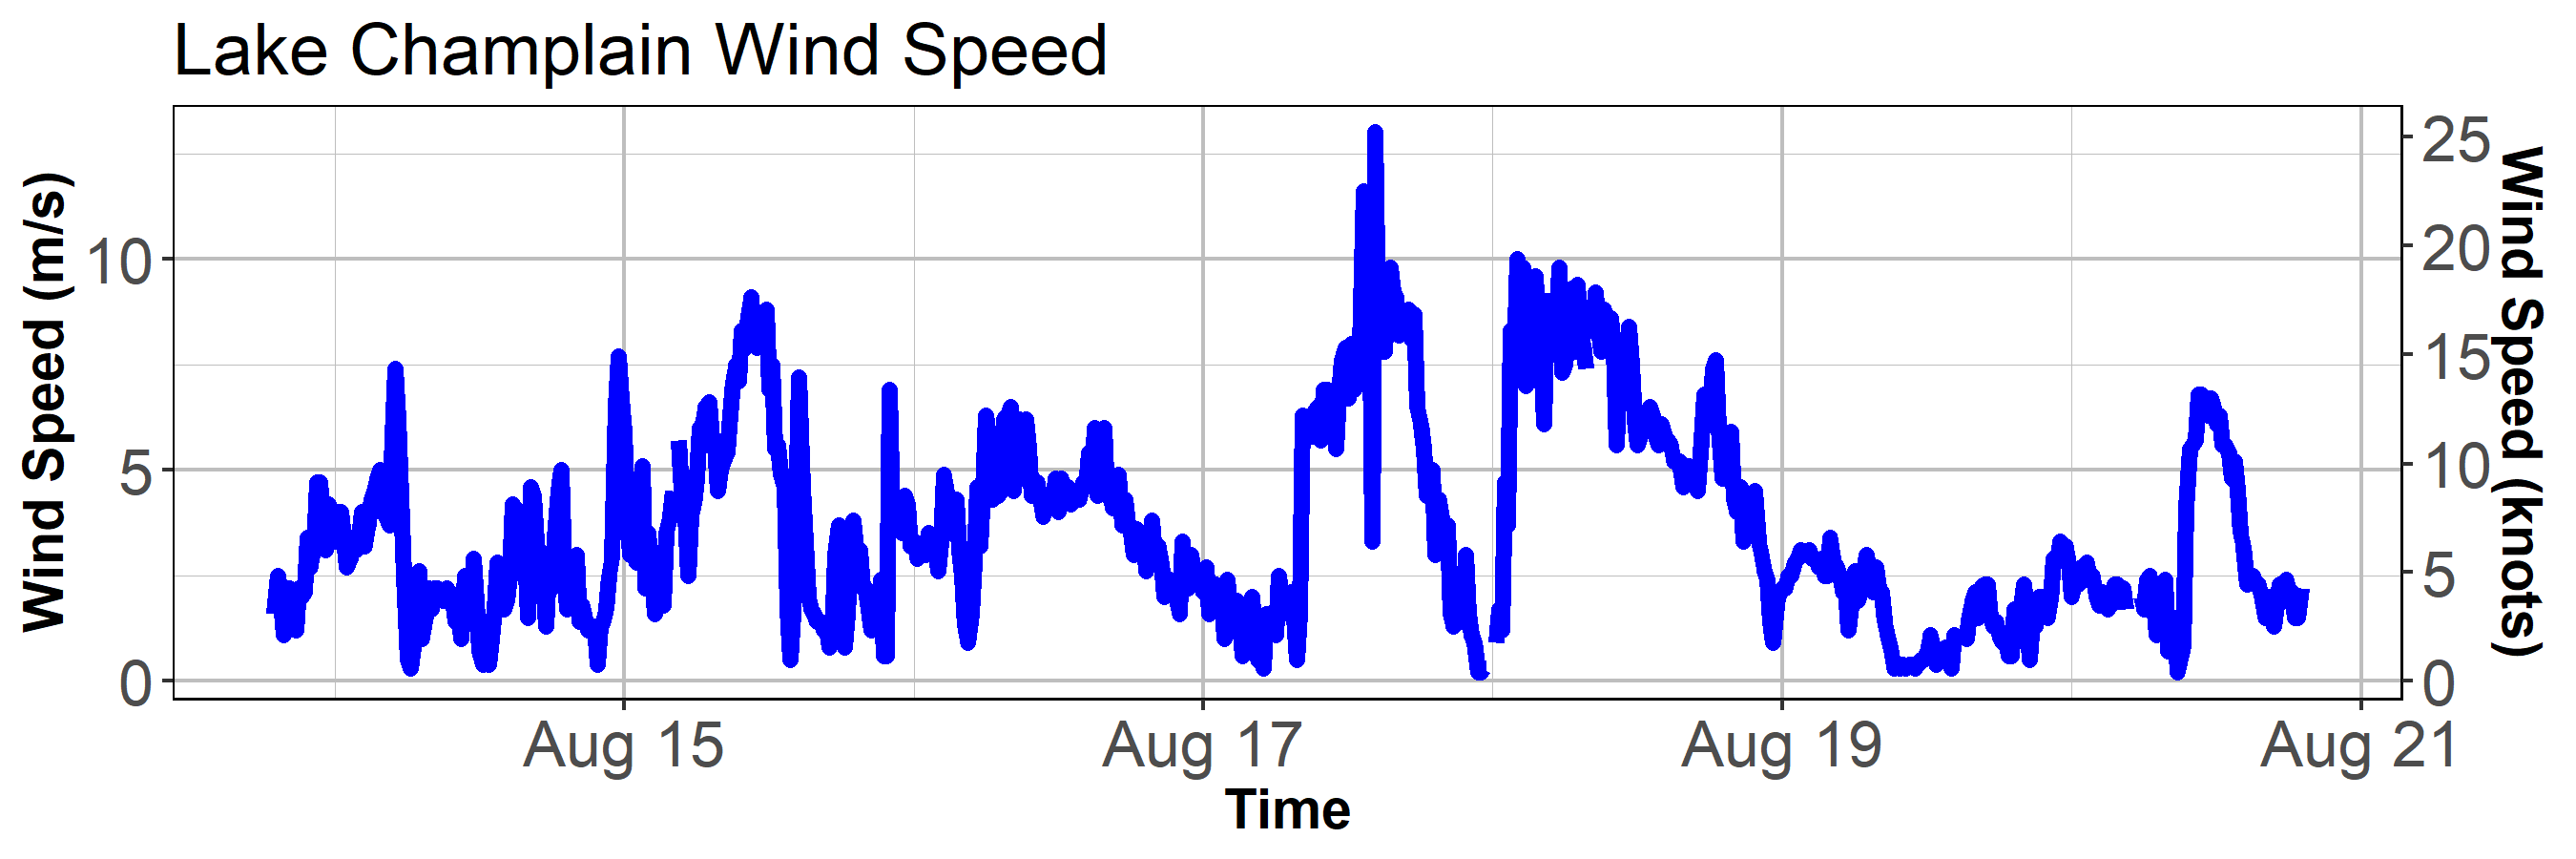 Lake Champlain Wind Speed
Wind Speed (m/s)
10
5
0
25
20
15
10
5
0
Wind Speed (knots)
Aug 15
Aug 17
Aug 19
Aug 21
Time